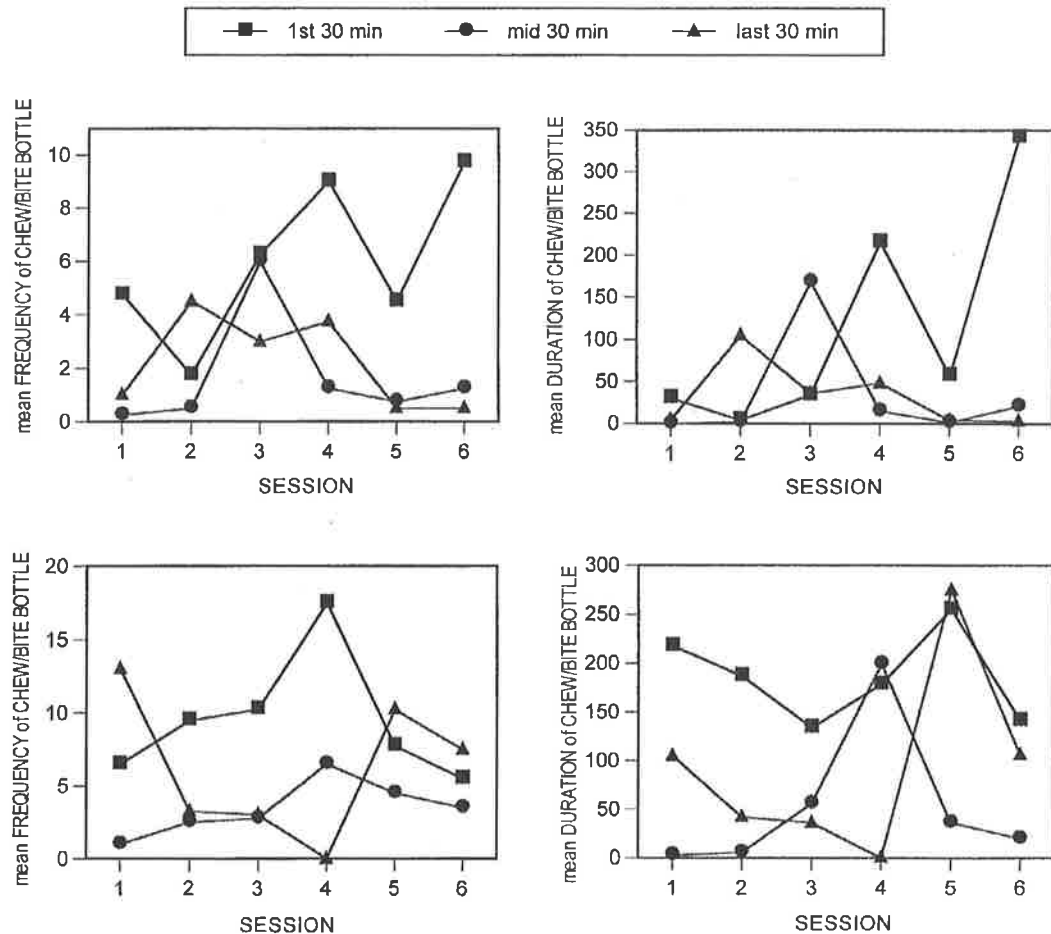 1st 30 min mid 30 min last 30 min
mean FREQUENCY of CHEW/BITE BOTTLE
10
8
6
4
2
0
1 2 3 4 5 6
SESSION
mean DURATION of CHEW/BITE BOTTLE
350
300
250
200
150
100
50
0
1 2 3 4 5 6
SESSION
mean FREQUENCY of CHEW/BITE BOTTLE
20
15
10
5
0
1 2 3 4 5 6
SESSION
mean DURATION of CHEW/BITE BOTTLE
300
250
200
150
100
50
0
1 2 3 4 5 6
SESSION